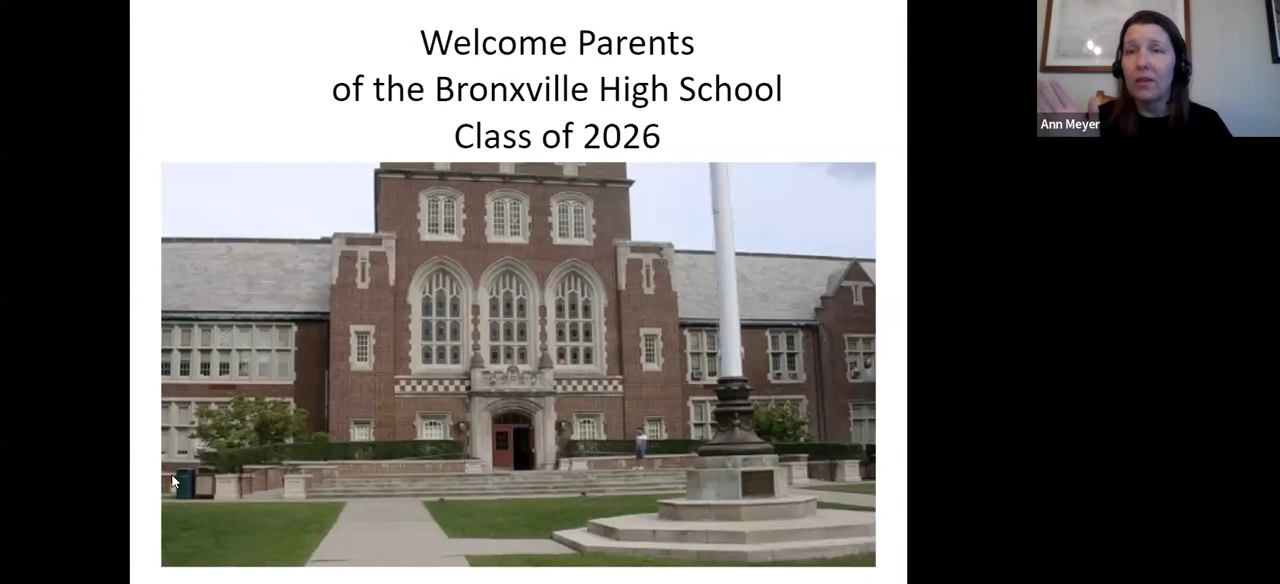 Welcome Parents
of the Bronxville High School
Class of 2026
Ann Meyer